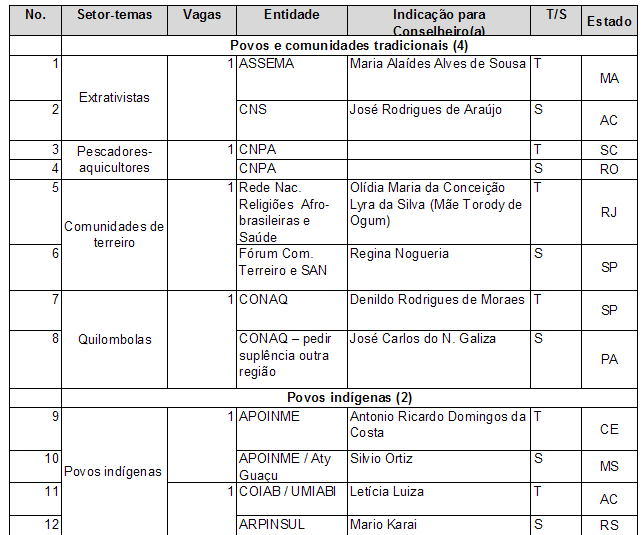 No. Setor-temas Vagas Entidade Indicação para Conselheiro(a) T/S Estado
Povos e comunidades tradicionais (4)
1 Extrativistas 1 ASSEMA Maria Alaídes Alves de Sousa T MA
2 CNS José Rodrigues de Araújo S AC
3 Pescadores-aquicultores 1 CNPA T SC
4 CNPA S RO
5 Comunidades de terreiro 1 Rede Nac. Religiões Afro-brasileiras e Saúde Olídia Maria da Conceição Lyra da Silva (Mãe Torody de Ogum) T RJ
6 Fórum Com. Terreiro e SAN Regina Nogueria S SP
7 Quilombolas 1 CONAQ Denildo Rodrigues de Moraes T SP
8 CONAQ – pedir suplência outra região José Carlos do N. Galiza S PA
Povos indígenas (2)
9 Povos indígenas 1 APOINME Antonio Ricardo Domingos da Costa T CE
10 APOINME / Aty Guaçu Silvio Ortiz S MS
11 1 COIAB / UMIABI Letícia Luiza T AC
12 ARPINSUL Mario Karai S RS